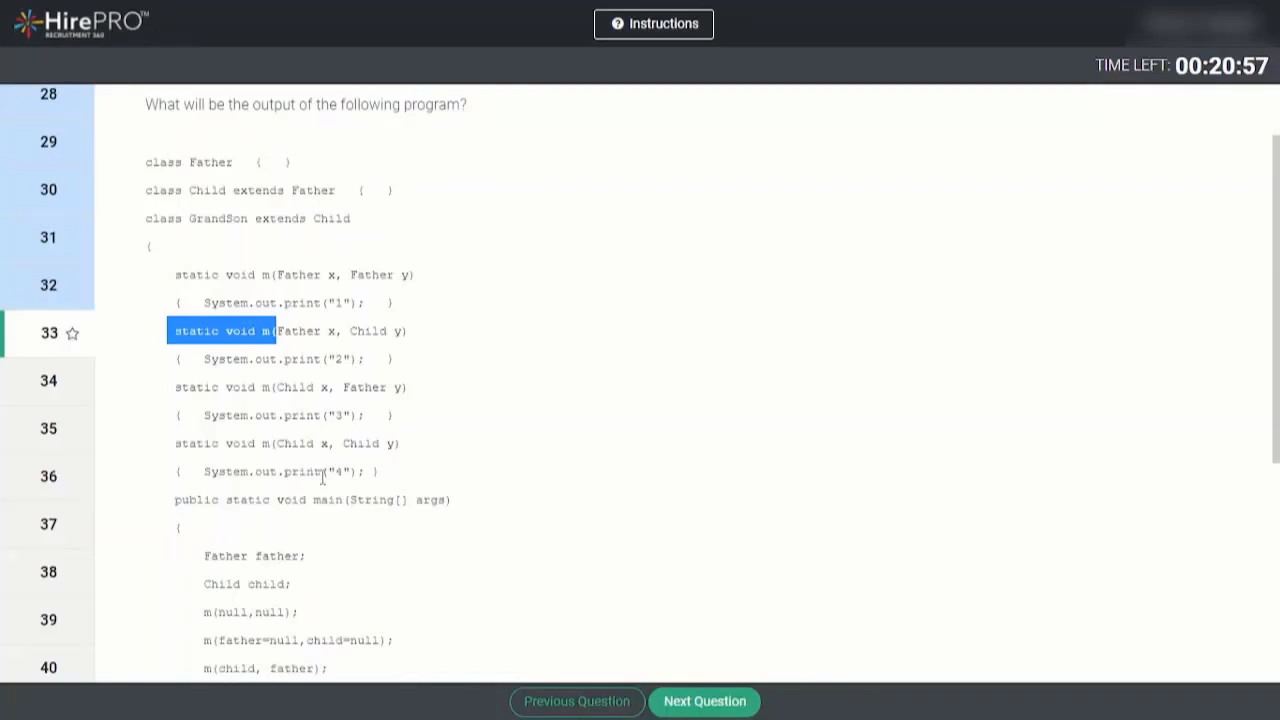 HirePRO™
RECRUITMENT 360
Instructions
TIME LEFT: 00:20:57
28
29
30
31
32
33
34
35
36
37
38
39
40
What will be the output of the following program?
class Father { }
class Child extends Father { }
class GrandSon extends Child
{
static void m(Father x, Father y)
{ System.out.print("1"); }
static void m(Father x, Child y)
{ System.out.print("2"); }
static void m(Child x, Father y)
{ System.out.print("3"); }
static void m(Child x, Child y)
{ System.out.print("4"); }
public static void main(String[] args)
{
Father father;
Child child;
m(null,null);
m(father=null,child=null);
m(child, father);
Previous Question
Next Question